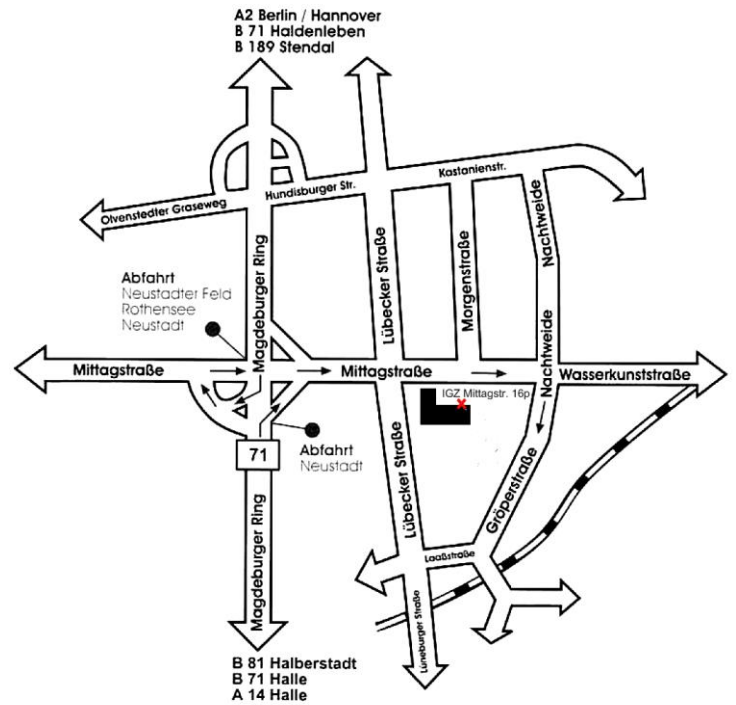 A2 Berlin / Hannover
B 71 Haldenleben
B 189 Stendal
Kastanienstr.
Hundisburger Str.
Olvenstedter Graseweg
Nachtweide
Magdeburger Ring
Lübecker Straße
Morgenstraße
Abfahrt
Neustadter Feld
Rothensee
Neustadt
Nachtweide
Mittagstraße
Mittagstraße
Wasserkunststraße
IGZ Mittagstr. 16p
Abfahrt
Neustadt
71
Lübecker Straße
Gröperstraße
Magdeburger Ring
Laaßstraße
Lüneburger Straße
B 81 Halberstadt
B 71 Halle
A 14 Halle